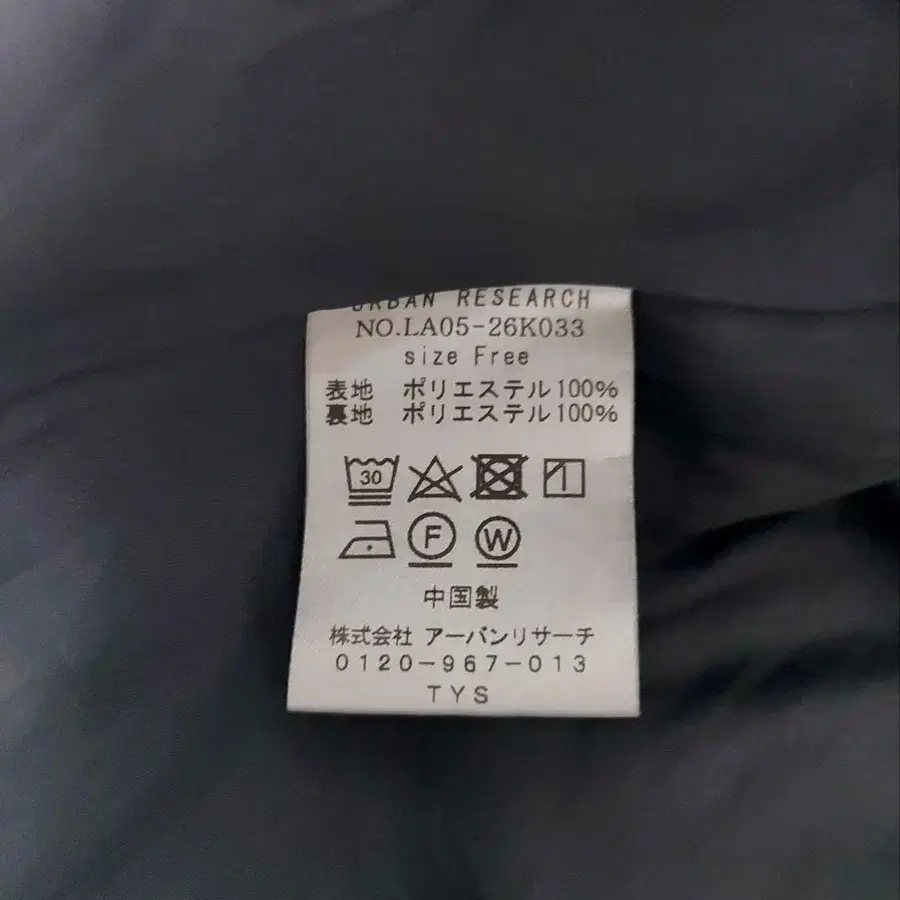 URBAN RESEARCH
NO.LA05-26K033
size Free
表地 ポリエステル100%
裏地 ポリエステル100%
30
F W
中国製
株式会社 アーバンリサーチ
0120-967-013
TYS